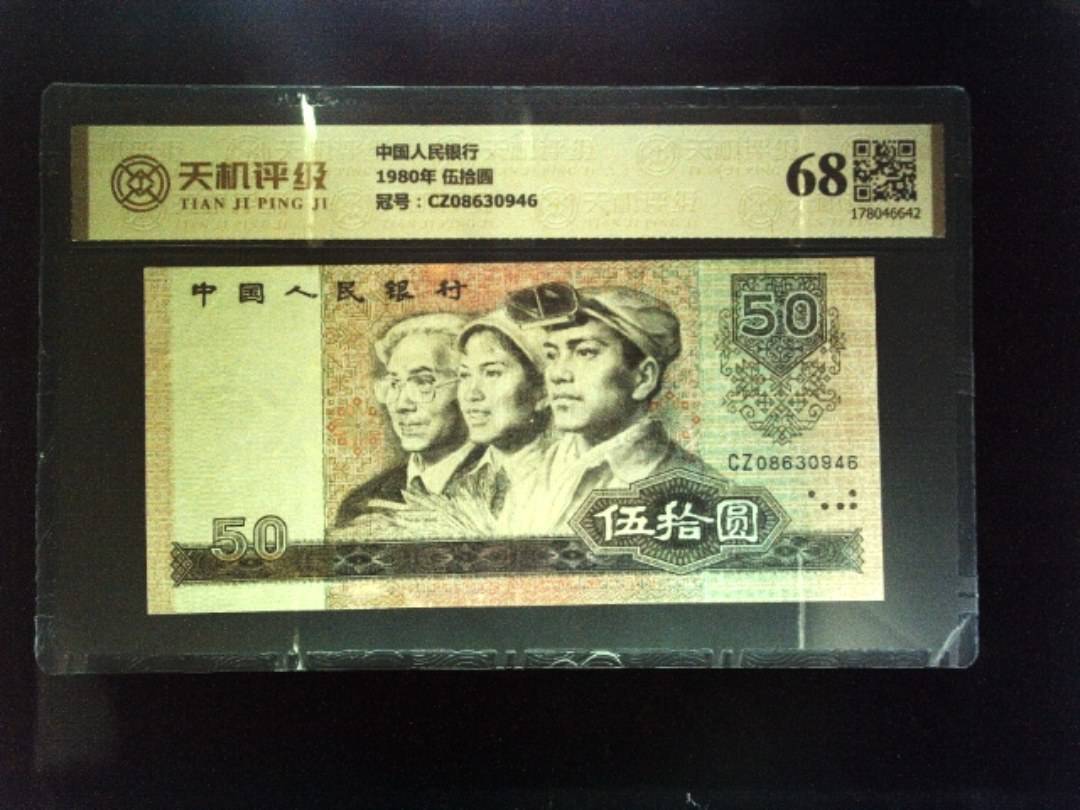 天机评级
TIAN JI PING JI
中国人民银行
1980年 伍拾圆
冠号：CZ08630946
68
178046642
中国人民银行
50
CZ08630946
伍拾圆
50